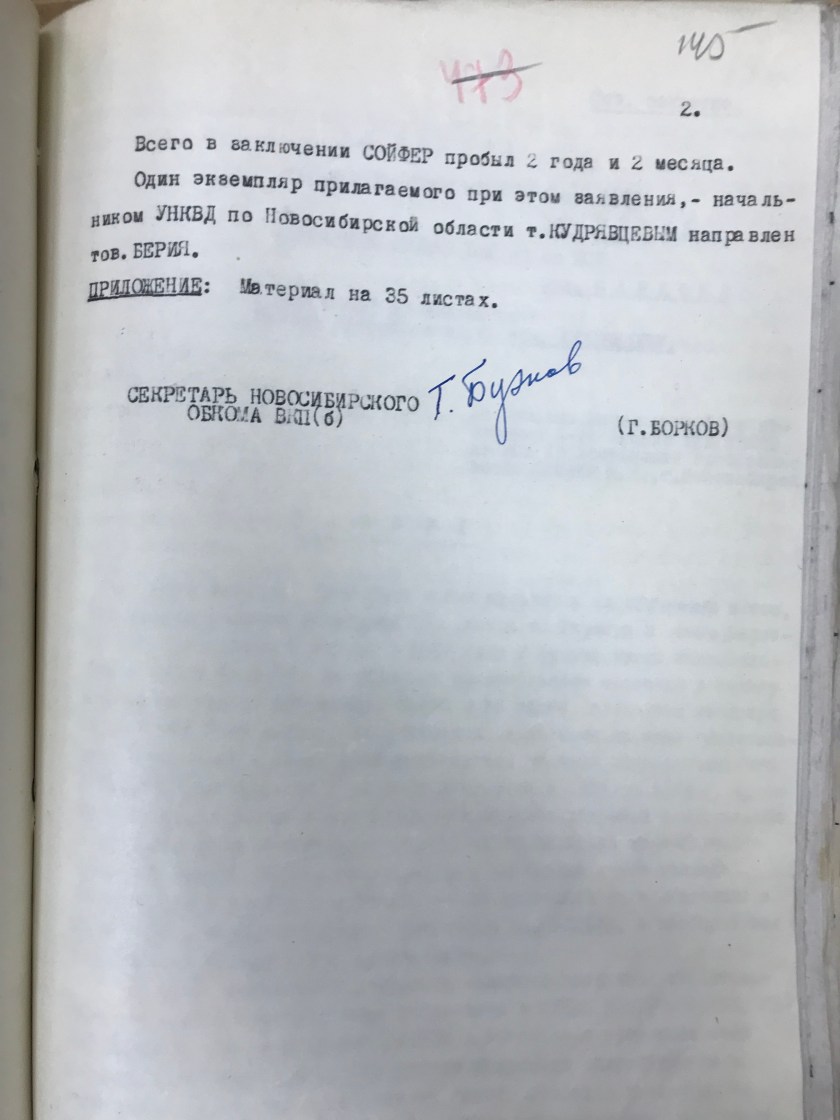 145
473
2.
Всего в заключении СОЙФЕР пробыл 2 года и 2 месяца.
Один экземпляр прилагаемого при этом заявления,- началь-
ником УНКВД по Новосибирской области т.КУДРЯВЦЕВЫМ направлен
тов.БЕРИЯ.
ПРИЛОЖЕНИЕ: Материал на 35 листах.
СЕКРЕТАРЬ НОВОСИБИРСКОГО
ОБКОМА ВКП(б)
(Г.БОРКОВ)